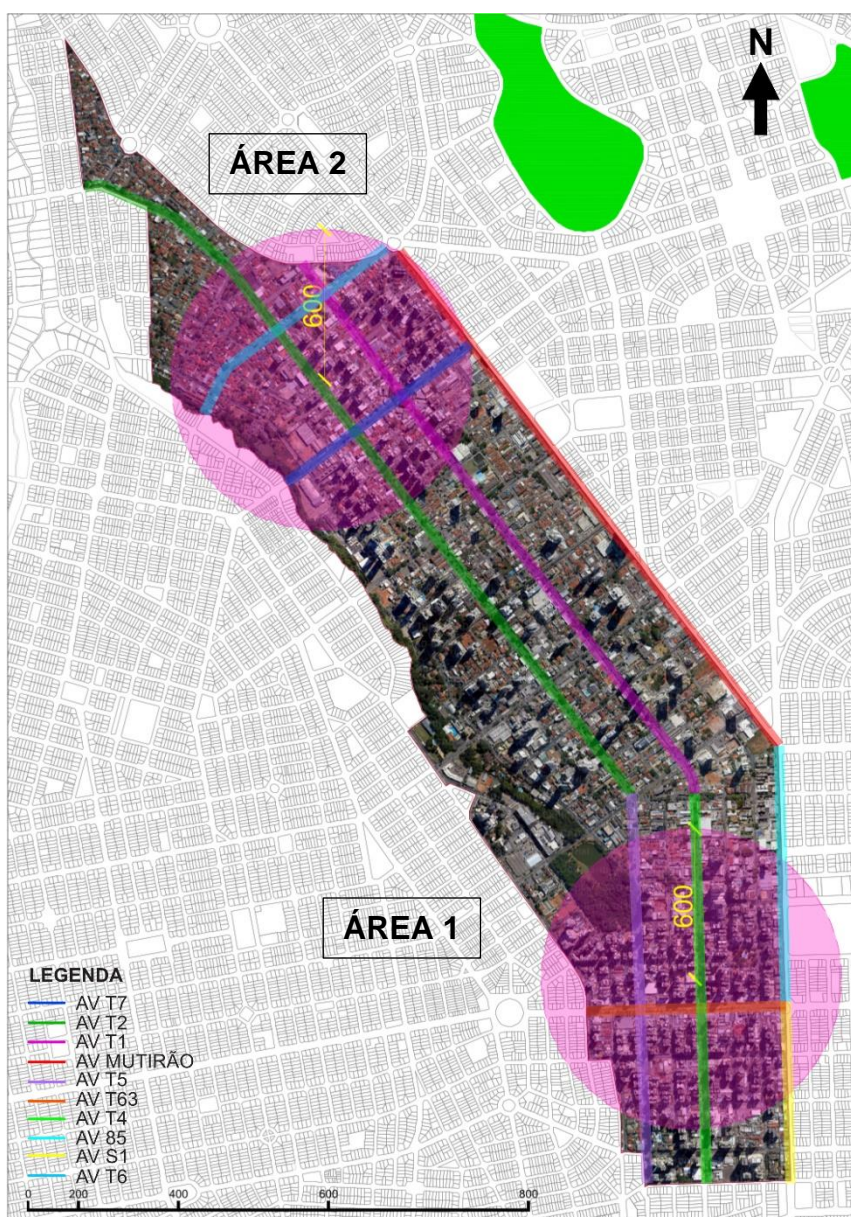 N
ÁREA 2
600
600
ÁREA 1
LEGENDA
AV T7
AV T2
AV T1
AV MUTIRÃO
AV T5
AV T63
AV T4
AV 85
AV S1
AV T6
0 200 400 600 800